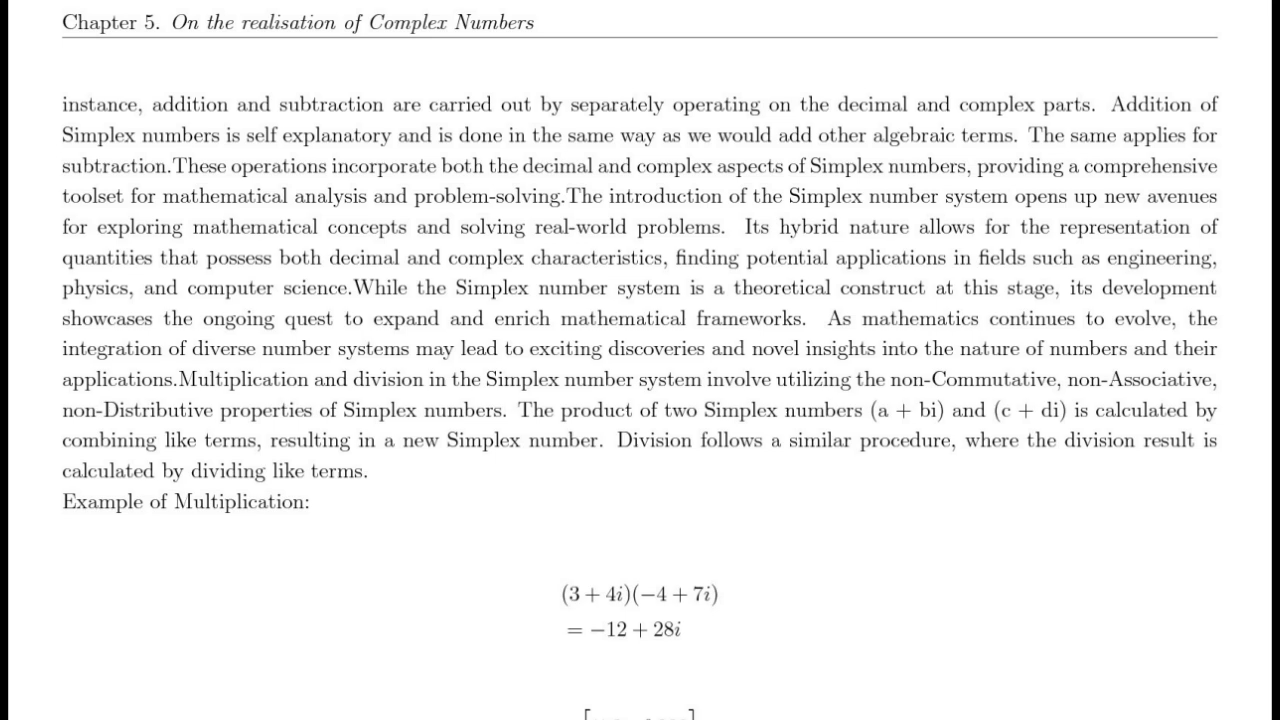 Chapter 5. On the realisation of Complex Numbers
instance, addition and subtraction are carried out by separately operating on the decimal and complex parts. Addition of
Simplex numbers is self explanatory and is done in the same way as we would add other algebraic terms. The same applies for
subtraction.These operations incorporate both the decimal and complex aspects of Simplex numbers, providing a comprehensive
toolset for mathematical analysis and problem-solving.The introduction of the Simplex number system opens up new avenues
for exploring mathematical concepts and solving real-world problems. Its hybrid nature allows for the representation of
quantities that possess both decimal and complex characteristics, finding potential applications in fields such as engineering,
physics, and computer science.While the Simplex number system is a theoretical construct at this stage, its development
showcases the ongoing quest to expand and enrich mathematical frameworks. As mathematics continues to evolve, the
integration of diverse number systems may lead to exciting discoveries and novel insights into the nature of numbers and their
applications.Multiplication and division in the Simplex number system involve utilizing the non-Commutative, non-Associative,
non-Distributive properties of Simplex numbers. The product of two Simplex numbers (a + bi) and (c + di) is calculated by
combining like terms, resulting in a new Simplex number. Division follows a similar procedure, where the division result is
calculated by dividing like terms.
Example of Multiplication:
(3 + 4i)(−4 + 7i)
= −12 + 28i